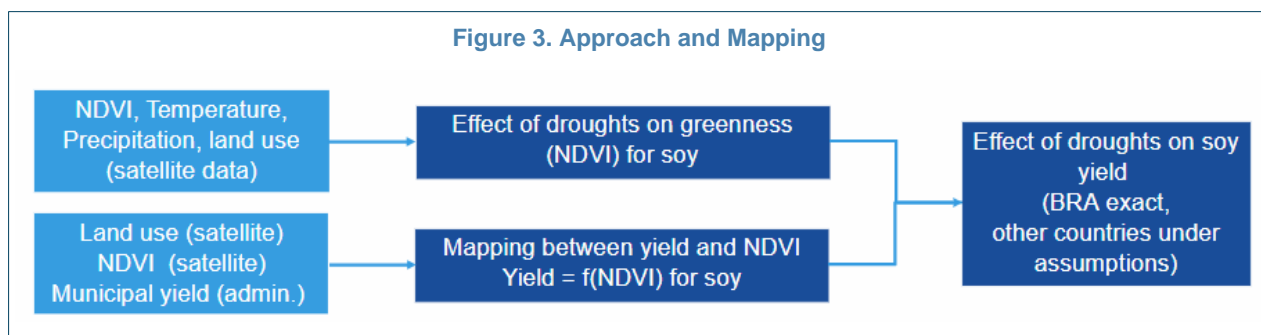 Figure 3. Approach and Mapping
NDVI, Temperature,
Precipitation, land use
(satellite data)
Effect of droughts on greenness
(NDVI) for soy
Land use (satellite)
NDVI (satellite)
Municipal yield (admin.)
Mapping between yield and NDVI
Yield = f(NDVI) for soy
Effect of droughts on soy
yield
(BRA exact,
other countries under
assumptions)